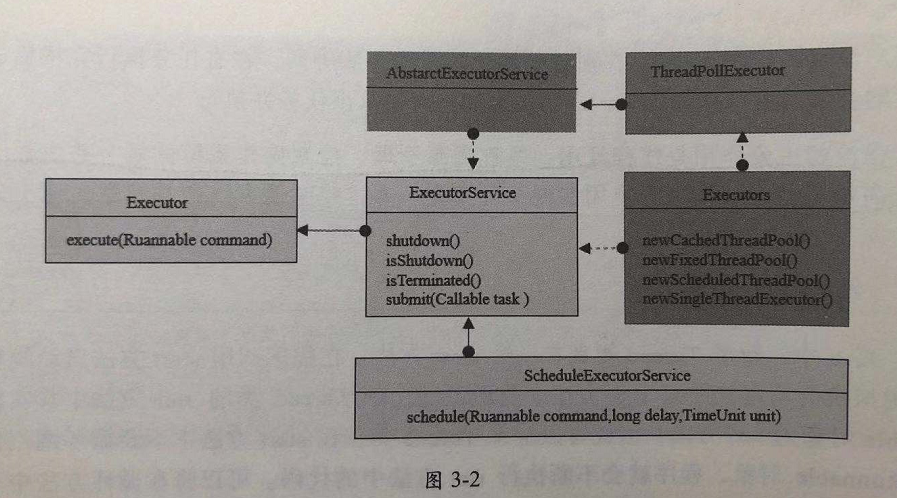 AbstarctExecutorService
ThreadPollExecutor
Executor
execute(Ruannable command)
ExecutorService
shutdown()
isShutdown()
isTerminated()
submit(Callable task )
Executors
newCachedThreadPool()
newFixedThreadPool()
newScheduledThreadPool()
newSingleThreadExecutor()
ScheduleExecutorService
schedule(Ruannable command,long delay,TimeUnit unit)
图 3-2